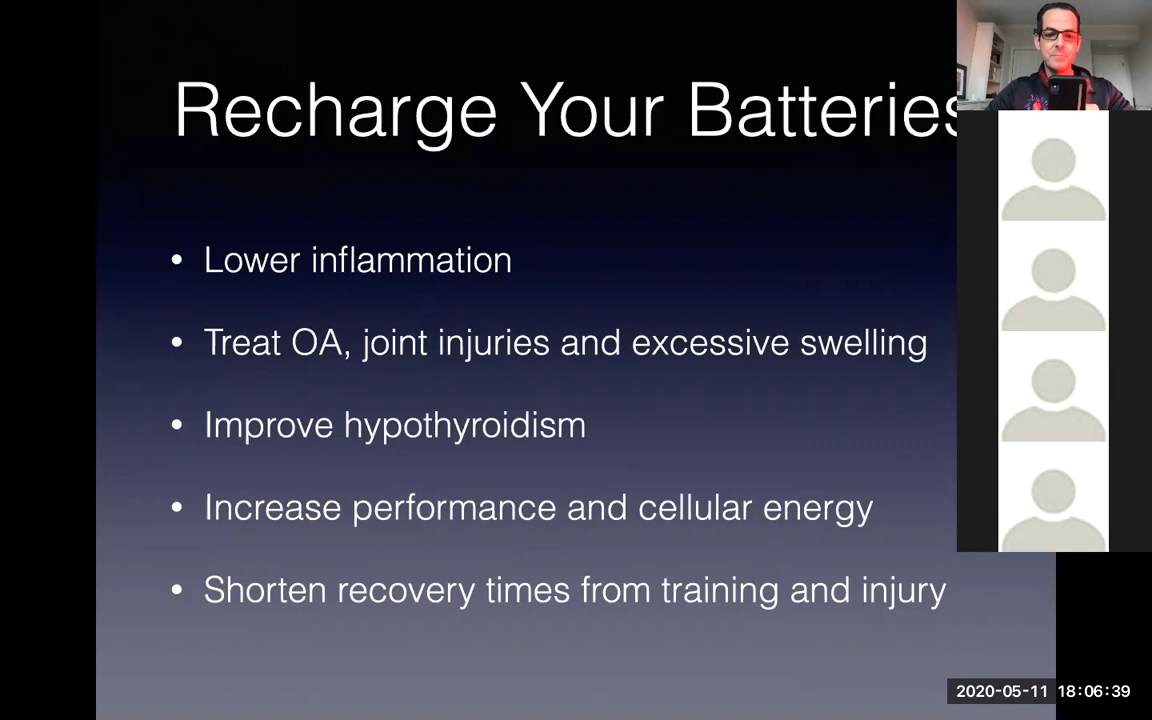 Recharge Your Batteries
• Lower inflammation
• Treat OA, joint injuries and excessive swelling
• Improve hypothyroidism
• Increase performance and cellular energy
• Shorten recovery times from training and injury
2020-05-11 18:06:39